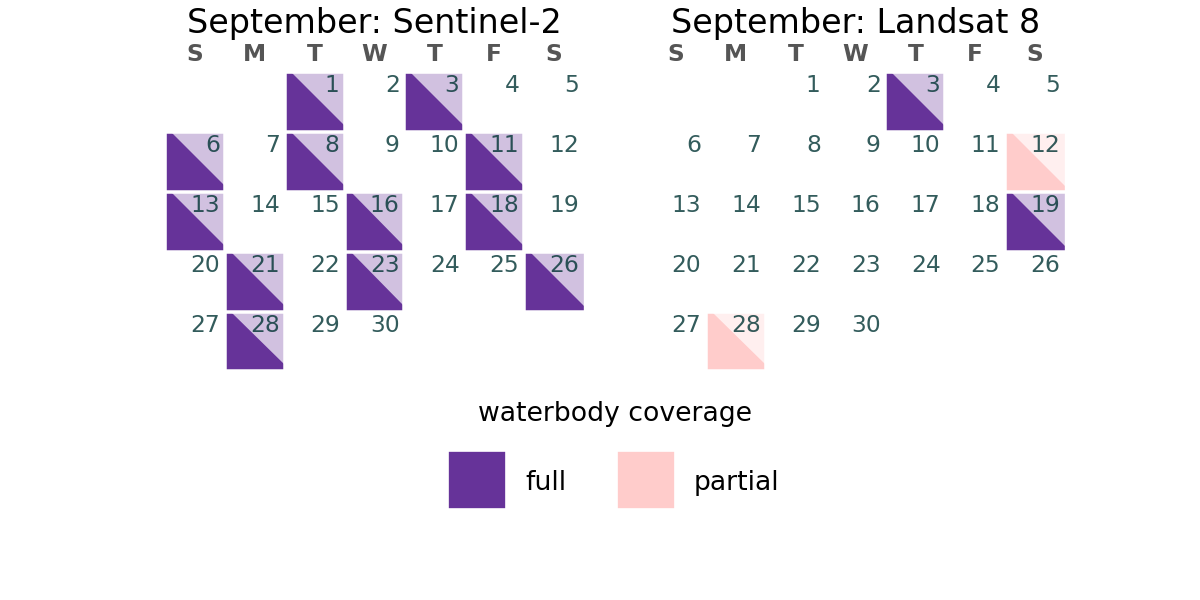 September: Sentinel-2
S M T W T F S
1 2 3 4 5
6 7 8 9 10 11 12
13 14 15 16 17 18 19
20 21 22 23 24 25 26
27 28 29 30
September: Landsat 8
S M T W T F S
1 2 3 4 5
6 7 8 9 10 11 12
13 14 15 16 17 18 19
20 21 22 23 24 25 26
27 28 29 30
waterbody coverage
full
partial